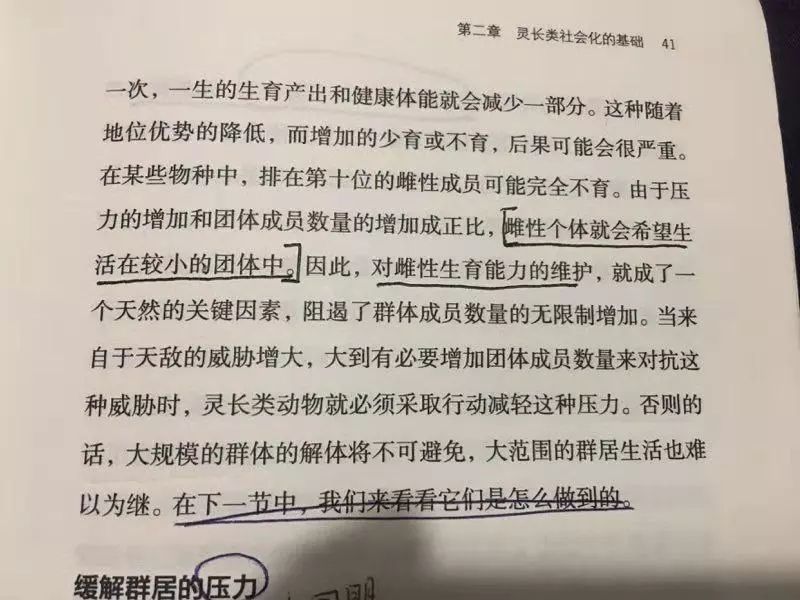 第二章 灵长类社会化的基础 41
一次，一生的生育产出和健康体能就会减少一部分。这种随着
地位优势的降低，而增加的少育或不育，后果可能会很严重。
在某些物种中，排在第十位的雌性成员可能完全不育。由于压
力的增加和团体成员数量的增加成正比，雌性个体就会希望生
活在较小的团体中。因此，对雌性生育能力的维护，就成了一
个天然的关键因素，阻遏了群体成员数量的无限制增加。当来
自于天敌的威胁增大，大到有必要增加团体成员数量来对抗这
种威胁时，灵长类动物就必须采取行动减轻这种压力。否则的
话，大规模的群体的解体将不可避免，大范围的群居生活也难
以为继。在下一节中，我们来看看它们是怎么做到的。
缓解群居的压力